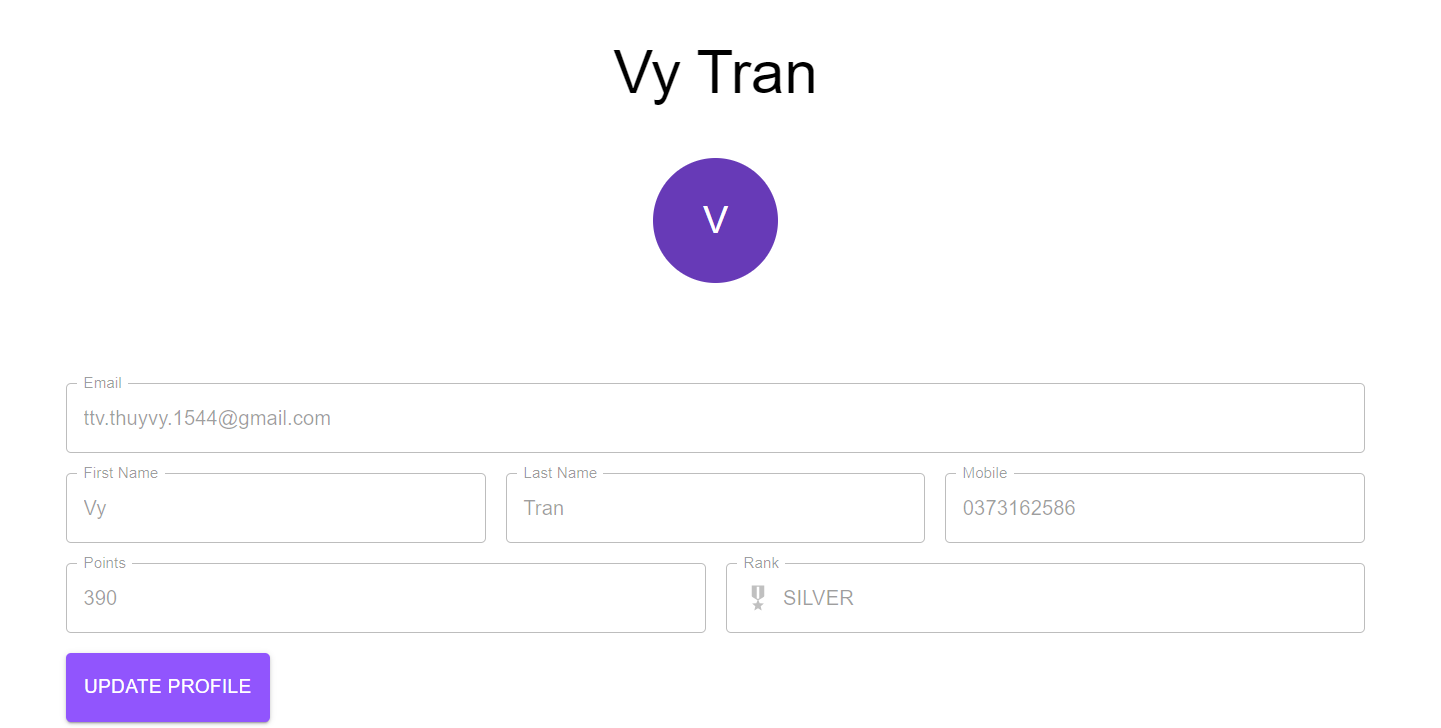 Vy Tran
V
Email
ttv.thuyvy.1544@gmail.com
First Name
Last Name
Mobile
Vy
Tran
0373162586
Points
Rank
390
SILVER
UPDATE PROFILE